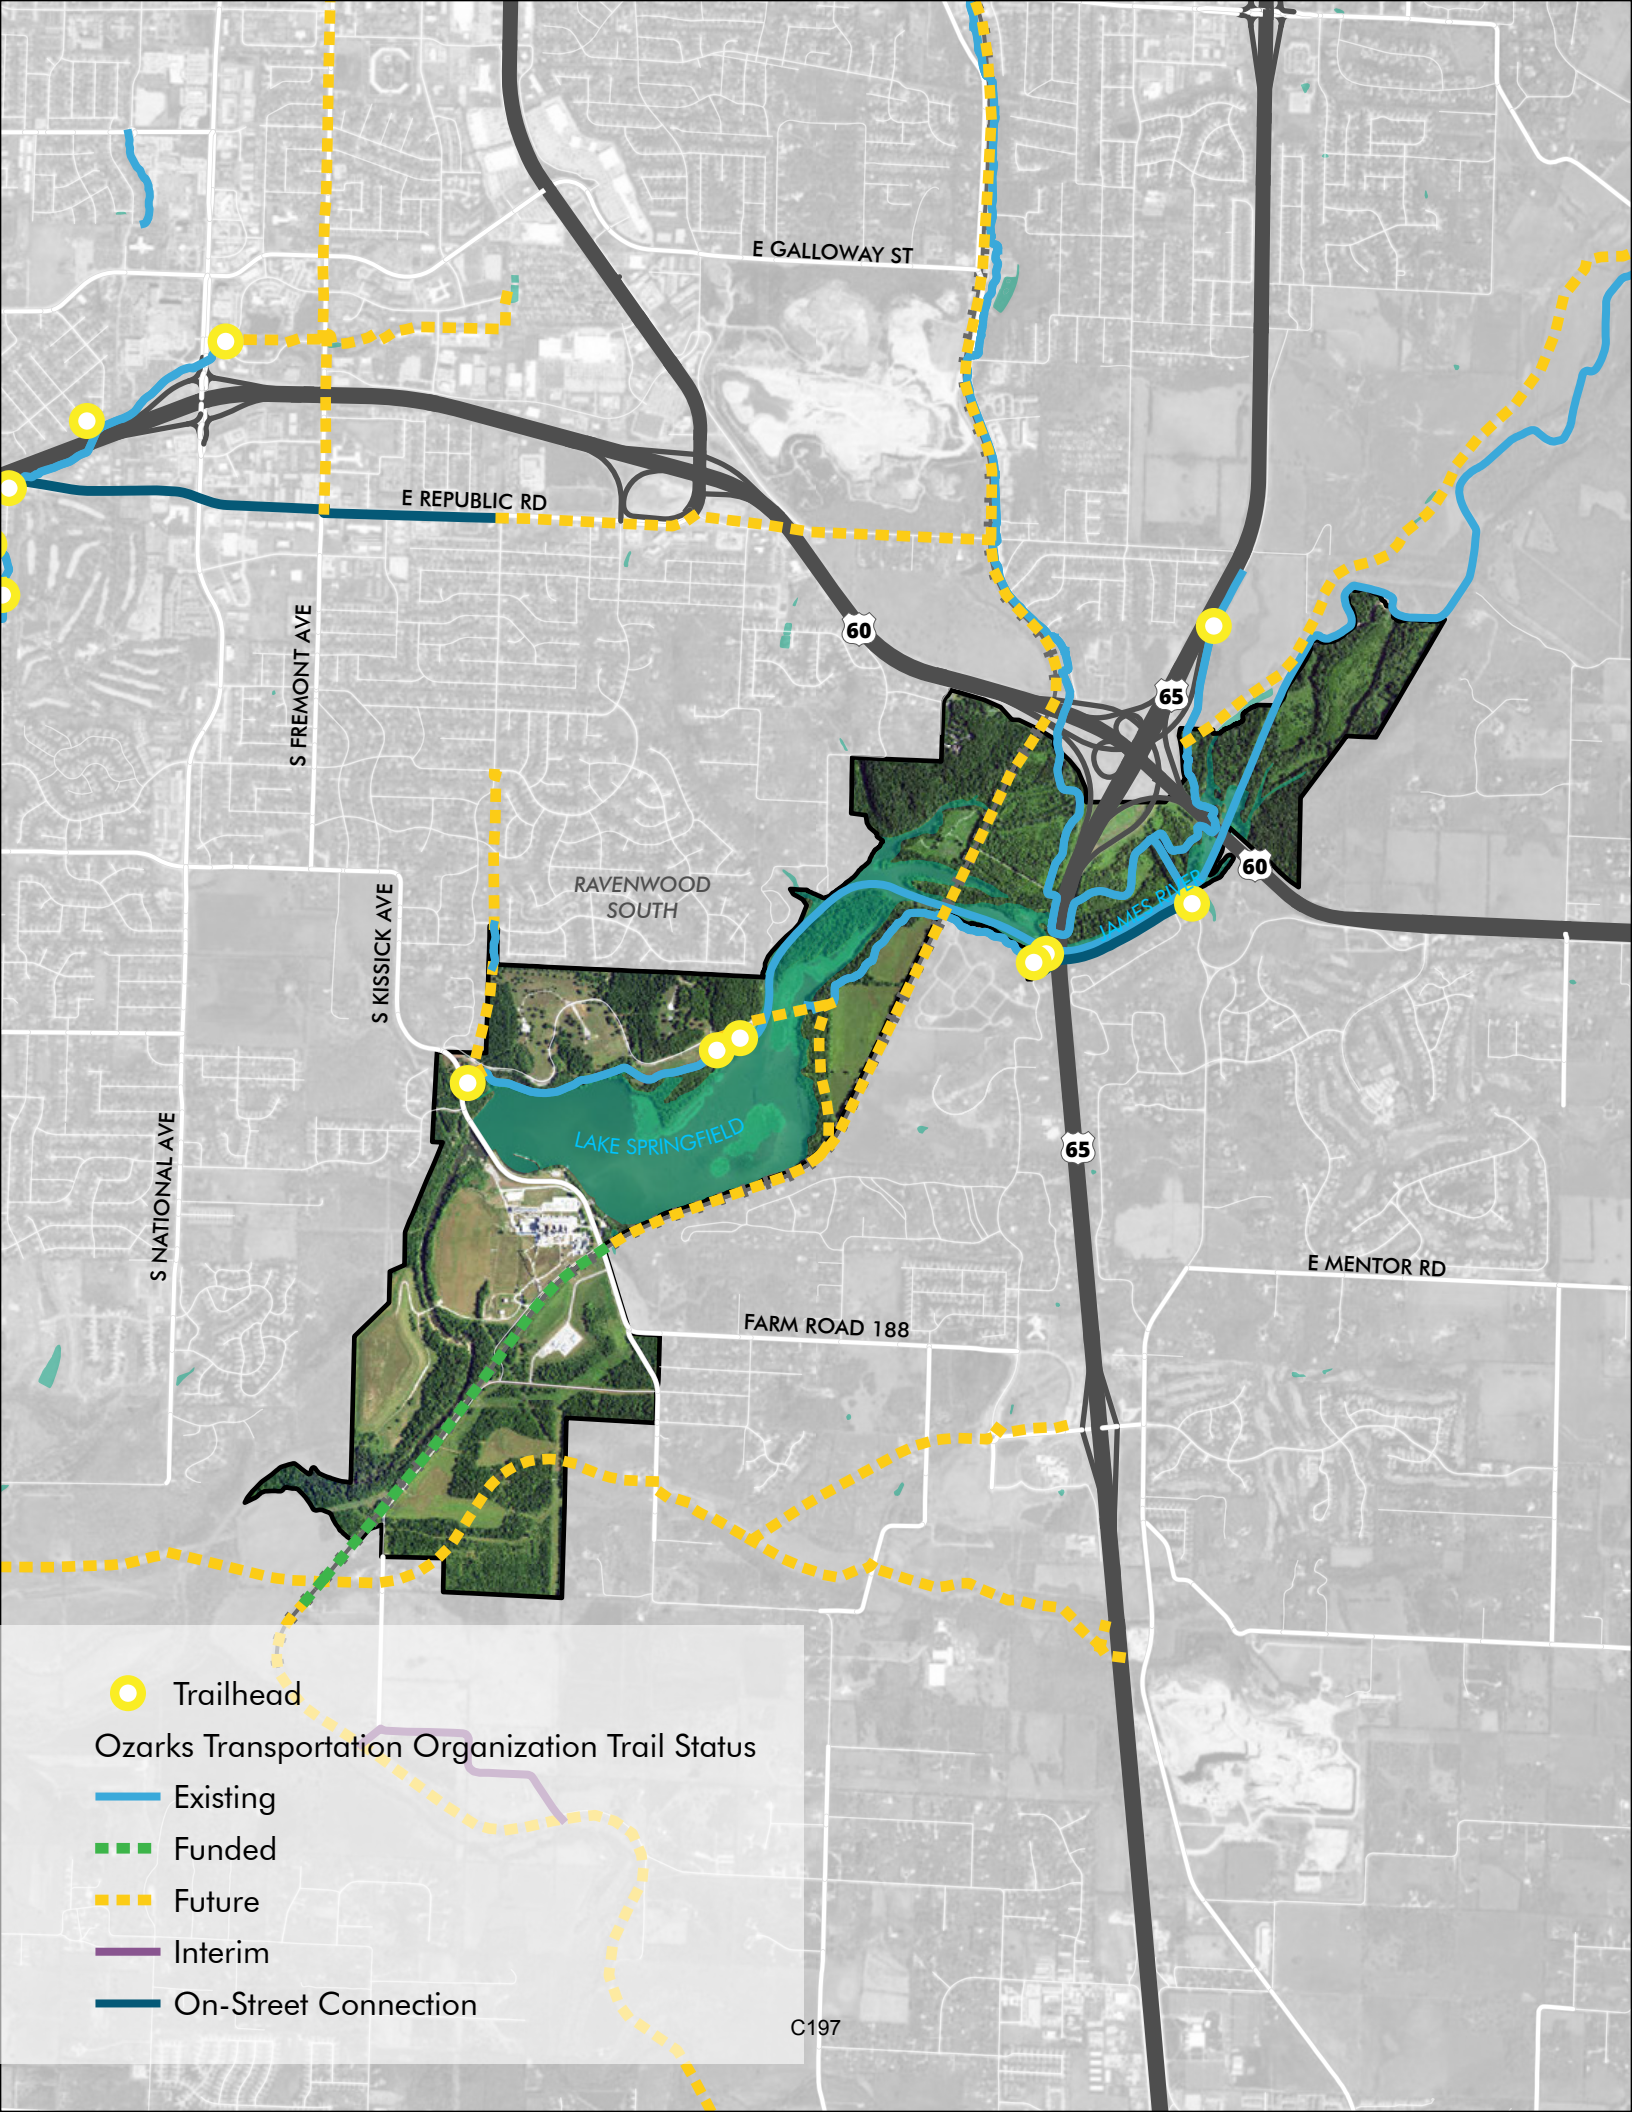 E GALLOWAY ST
E REPUBLIC RD
S FREMONT AVE
60
65
60
JAMES RIVER
RAVENWOOD
SOUTH
S KISSICK AVE
LAKE SPRINGFIELD
65
S NATIONAL AVE
E MENTOR RD
FARM ROAD 188
Trailhead
Ozarks Transportation Organization Trail Status
Existing
Funded
Future
Interim
On-Street Connection
C197